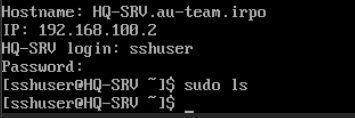 Hostname: HQ-SRV.au-team.irpo
IP: 192.168.100.2
HQ-SRV login: sshuser
Password:
[sshuser@HQ-SRV ~]$ sudo ls
[sshuser@HQ-SRV ~]$ _